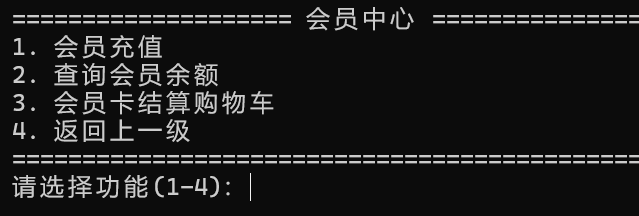 ==================== 会员中心 ===============
1. 会员充值
2. 查询会员余额
3. 会员卡结算购物车
4. 返回上一级
=============================================
请选择功能(1-4):